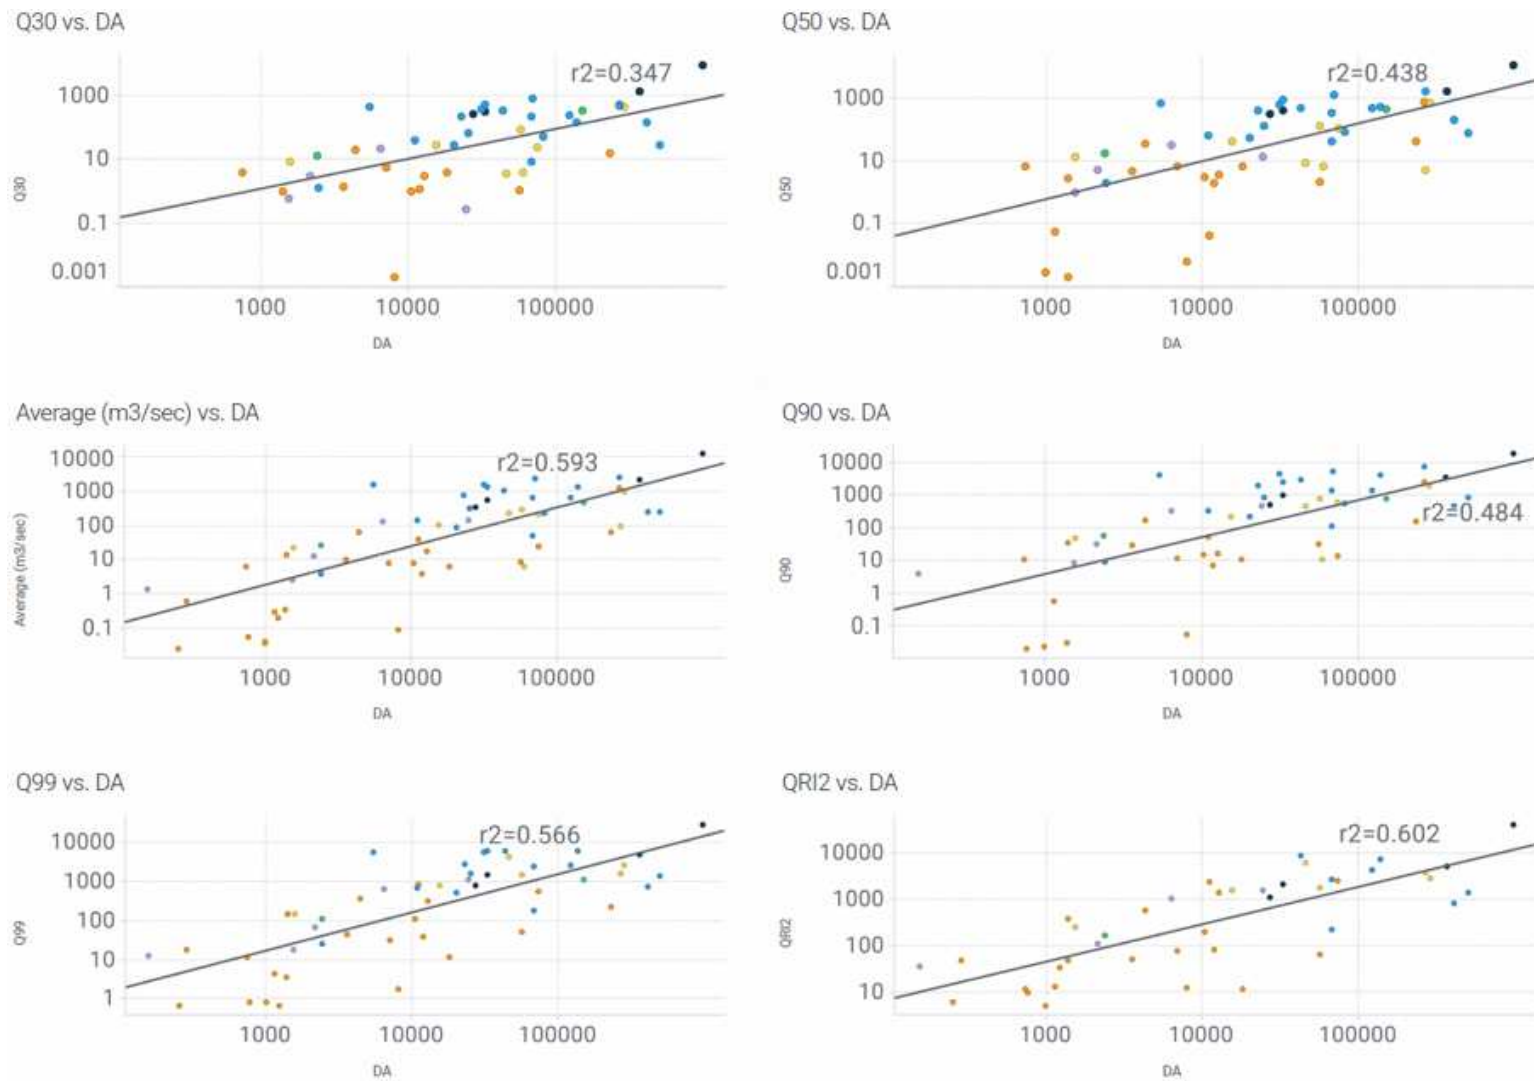 Q30 vs. DA
r2=0.347
1000
10
0.1
0.001
Q30
1000 10000 100000
DA
Q50 vs. DA
r2=0.438
1000
10
0.1
0.001
Q50
1000 10000 100000
DA
Average (m3/sec) vs. DA
r2=0.593
10000
1000
100
10
1
0.1
Average (m3/sec)
1000 10000 100000
DA
Q90 vs. DA
10000
1000
r2=0.484
100
10
1
0.1
Q90
1000 10000 100000
DA
Q99 vs. DA
r2=0.566
10000
1000
100
10
1
Q99
1000 10000 100000
DA
QRI2 vs. DA
r2=0.602
10000
1000
100
10
QRI2
1000 10000 100000
DA